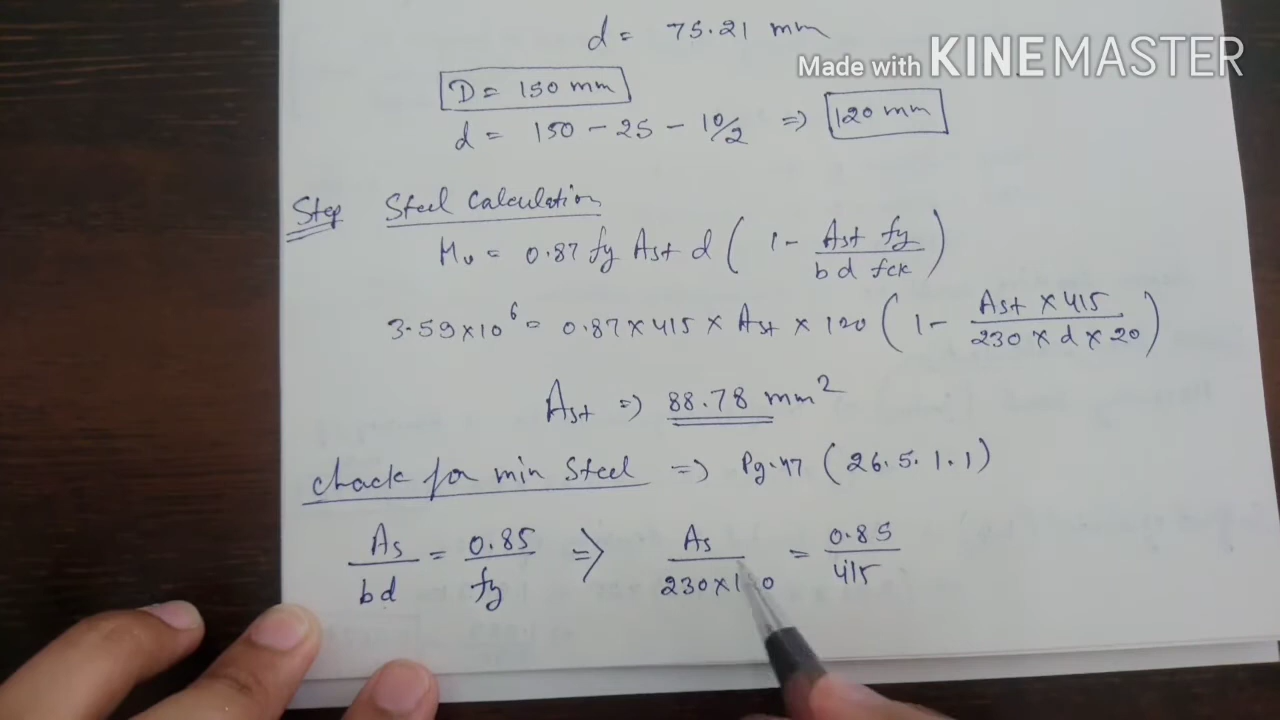 d = 75.21 mm
Made with KINEMASTER
D = 150 mm
d = 150 - 25 - 10/2 => 120 mm
Step Steel Calculation
Mu = 0.87 fy Ast d ( 1 - Ast fy / bd fck )
3.59 x 10^6 = 0.87 x 415 x Ast x 120 ( 1 - Ast x 415 / 230 x d x 20 )
Ast => 88.78 mm²
check for min Steel => Pg.47 (26.5.1.1)
As / bd = 0.85 / fy => As / 230 x = 0.85 / 415